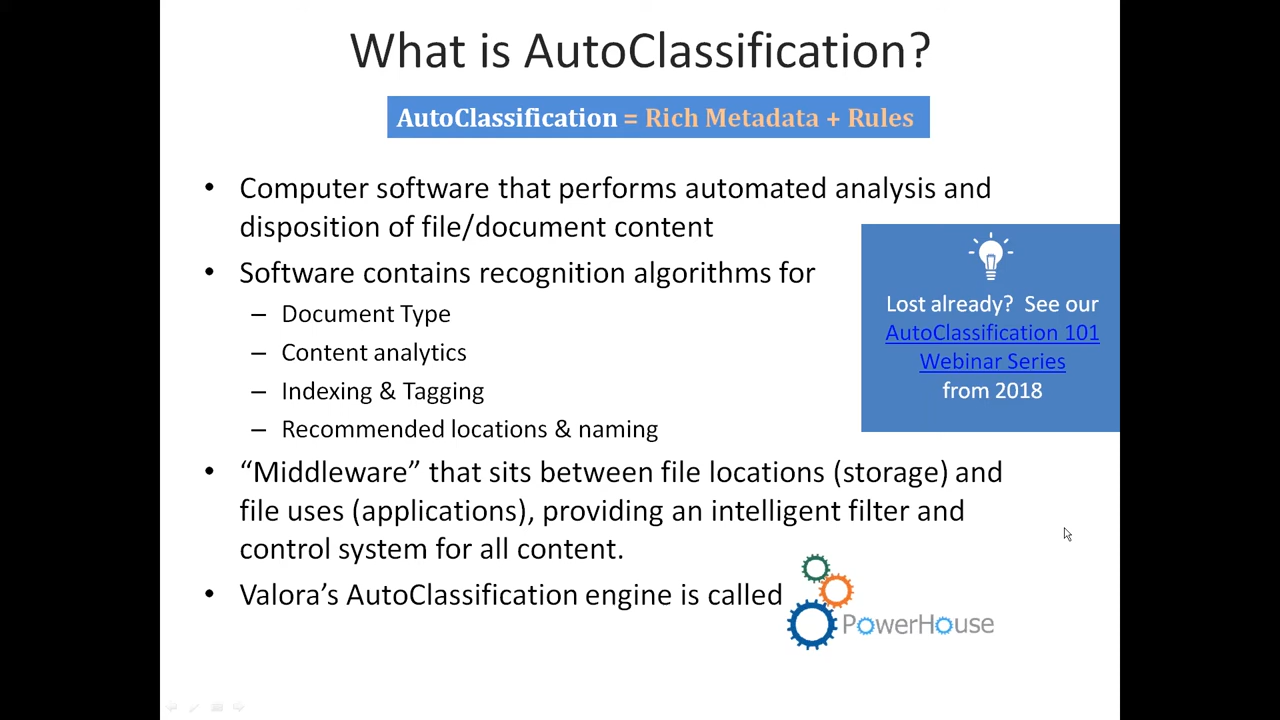 What is AutoClassification?
AutoClassification = Rich Metadata + Rules
• Computer software that performs automated analysis and
disposition of file/document content
• Software contains recognition algorithms for
– Document Type
– Content analytics
– Indexing & Tagging
– Recommended locations & naming
Lost already? See our
AutoClassification 101
Webinar Series
from 2018
• “Middleware” that sits between file locations (storage) and
file uses (applications), providing an intelligent filter and
control system for all content.
• Valora’s AutoClassification engine is called
PowerHouse